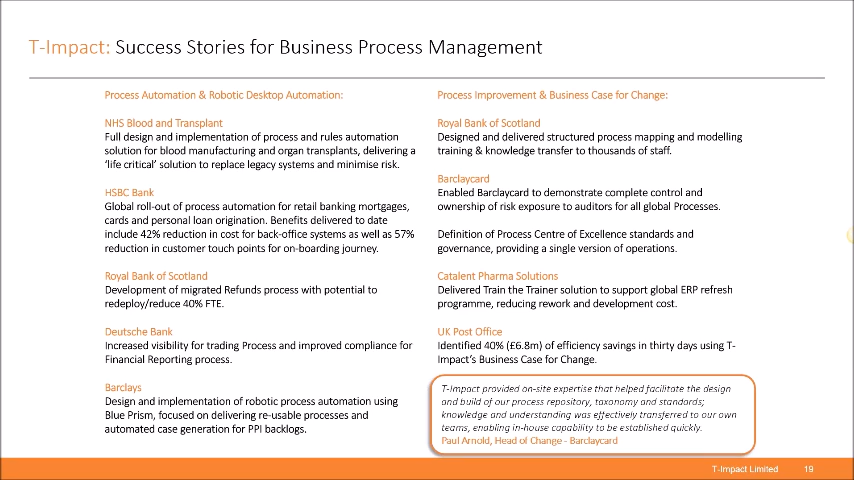 T-Impact: Success Stories for Business Process Management
Process Automation & Robotic Desktop Automation:
NHS Blood and Transplant
Full design and implementation of process and rules automation
solution for blood manufacturing and organ transplants, delivering a
‘life critical’ solution to replace legacy systems and minimise risk.
HSBC Bank
Global roll-out of process automation for retail banking mortgages,
cards and personal loan origination. Benefits delivered to date
include 42% reduction in cost for back-office systems as well as 57%
reduction in customer touch points for on-boarding journey.
Royal Bank of Scotland
Development of migrated Refunds process with potential to
redeploy/reduce 40% FTE.
Deutsche Bank
Increased visibility for trading Process and improved compliance for
Financial Reporting process.
Barclays
Design and implementation of robotic process automation using
Blue Prism, focused on delivering re-usable processes and
automated case generation for PPI backlogs.
Process Improvement & Business Case for Change:
Royal Bank of Scotland
Designed and delivered structured process mapping and modelling
training & knowledge transfer to thousands of staff.
Barclaycard
Enabled Barclaycard to demonstrate complete control and
ownership of risk exposure to auditors for all global Processes.
Definition of Process Centre of Excellence standards and
governance, providing a single version of operations.
Catalent Pharma Solutions
Delivered Train the Trainer solution to support global ERP refresh
programme, reducing rework and development cost.
UK Post Office
Identified 40% (£6.8m) of efficiency savings in thirty days using T-
Impact’s Business Case for Change.
T-Impact provided on-site expertise that helped facilitate the design
and build of our process repository, taxonomy and standards;
knowledge and understanding was effectively transferred to our own
teams, enabling in-house capability to be established quickly.
Paul Arnold, Head of Change - Barclaycard
T-Impact Limited 19